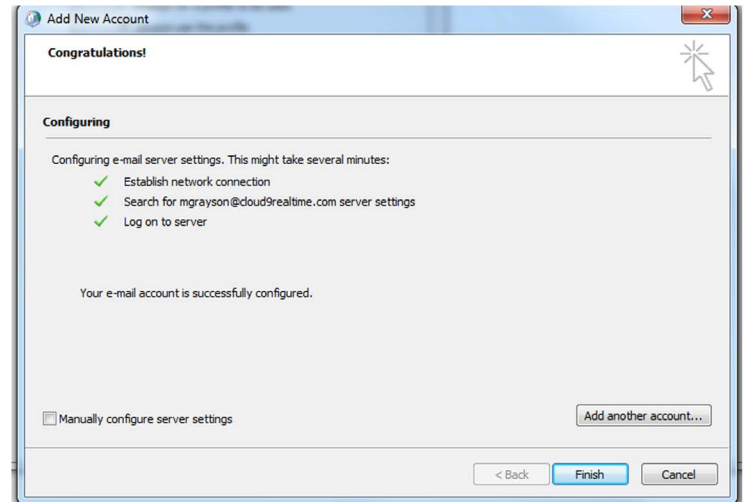 Add New Account
Congratulations!
Configuring
Configuring e-mail server settings. This might take several minutes:
Establish network connection
Search for mgrayson@cloud9realtime.com server settings
Log on to server
Your e-mail account is successfully configured.
Manually configure server settings
Add another account...
< Back
Finish
Cancel